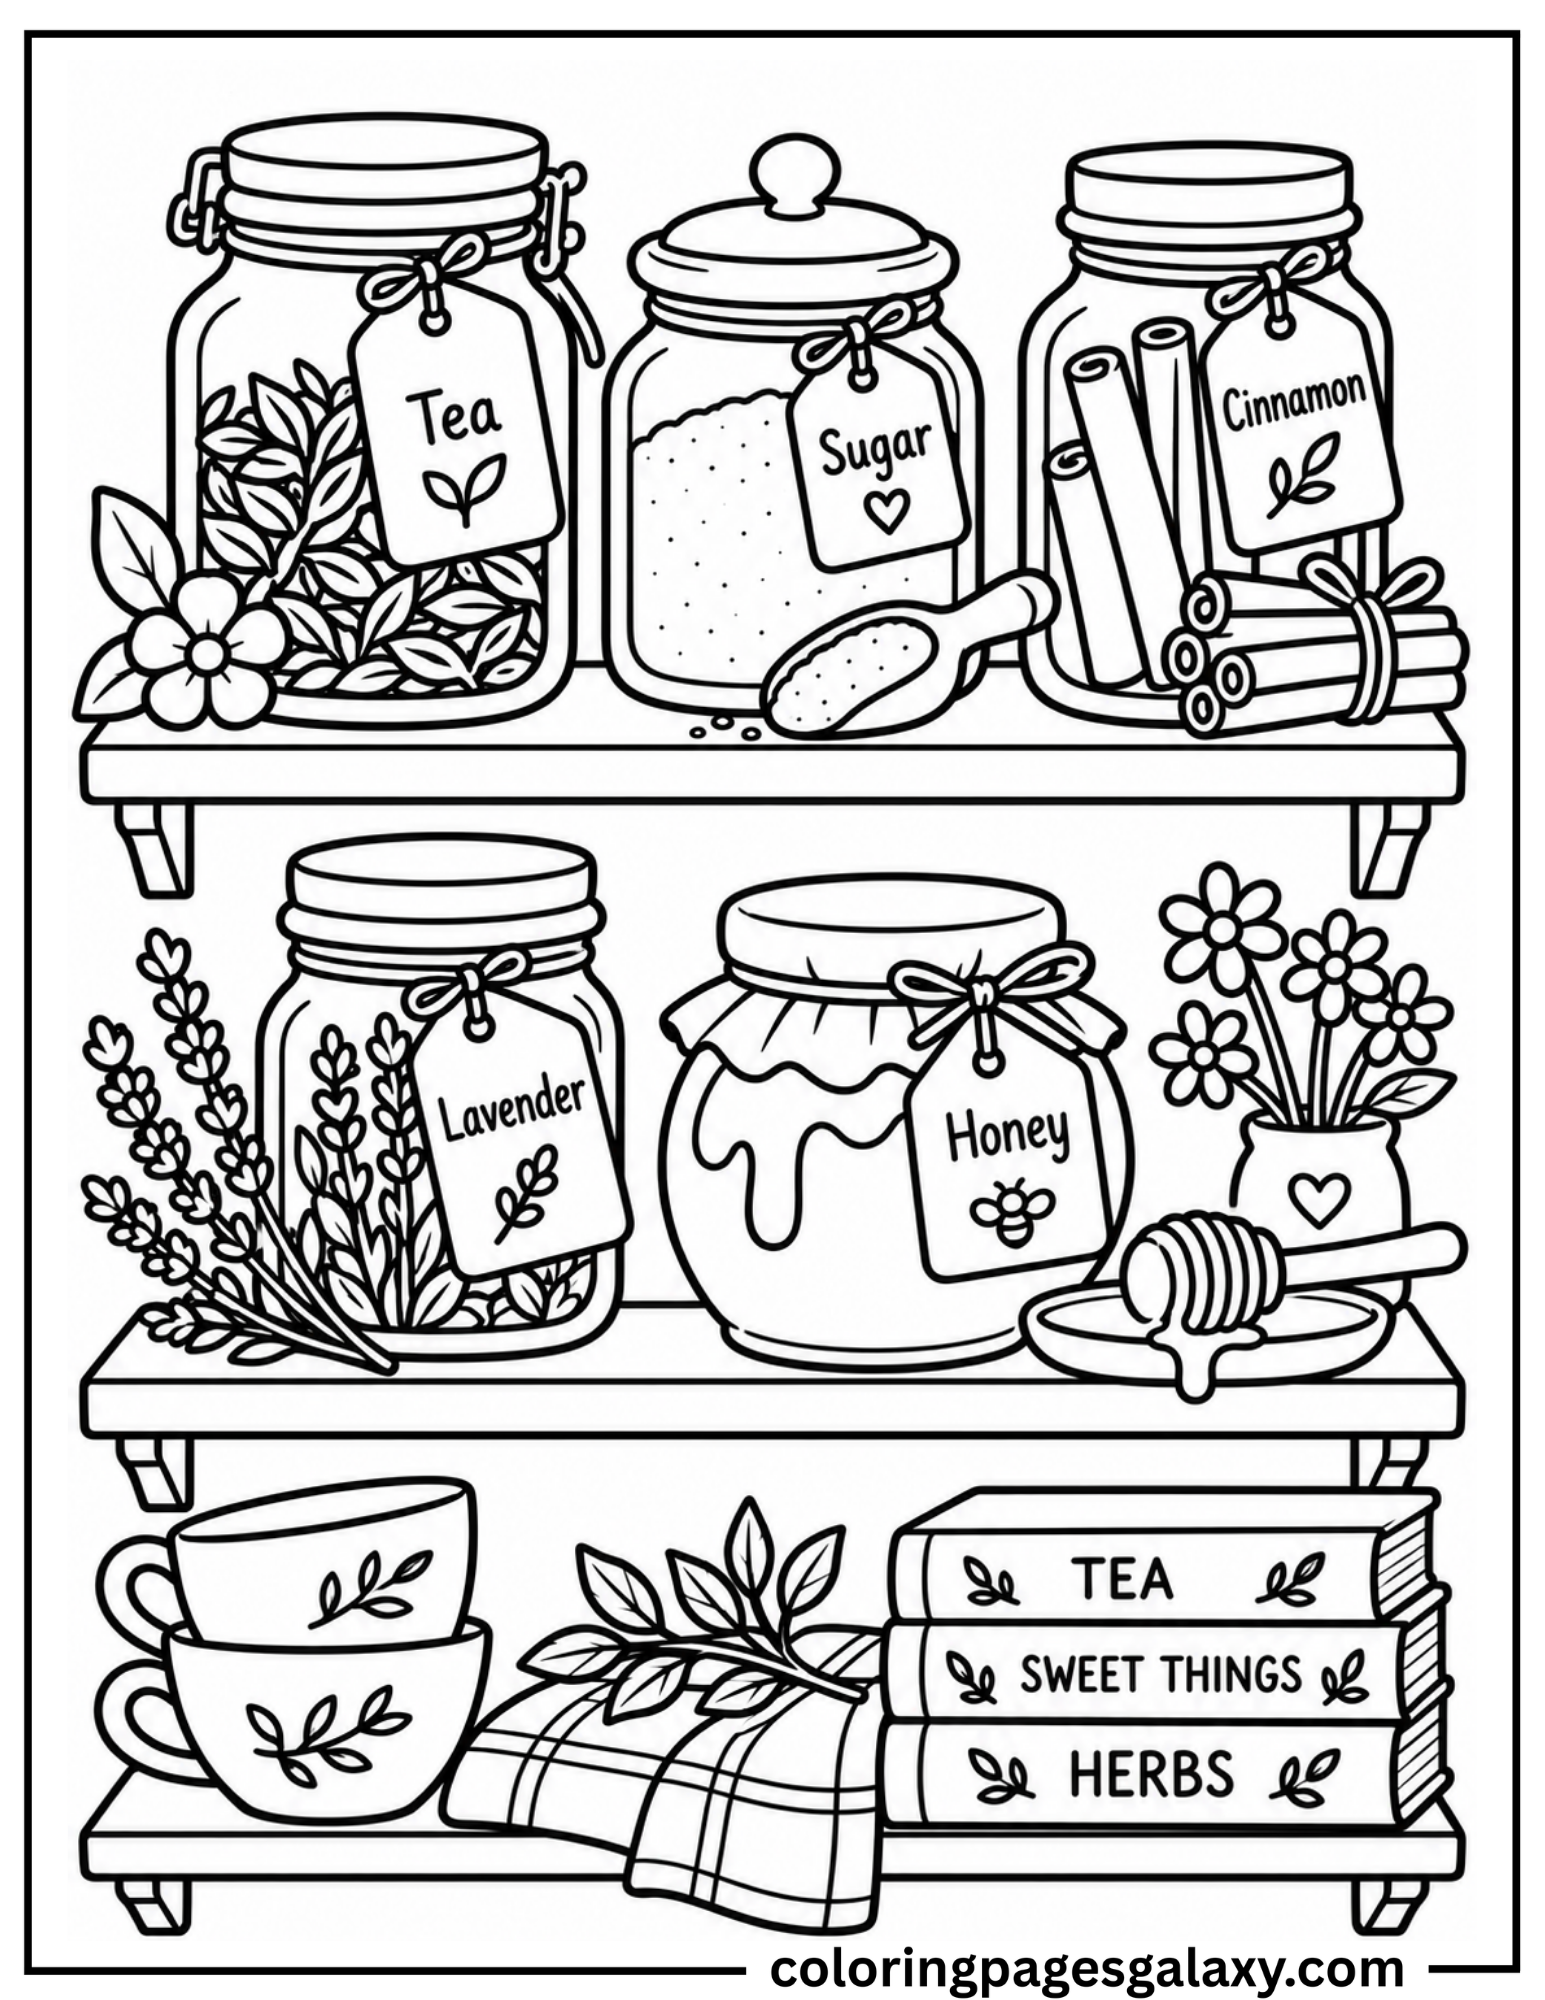 Tea
Sugar
Cinnamon
Lavender
Honey
TEA
SWEET THINGS
HERBS
coloringpagesgalaxy.com